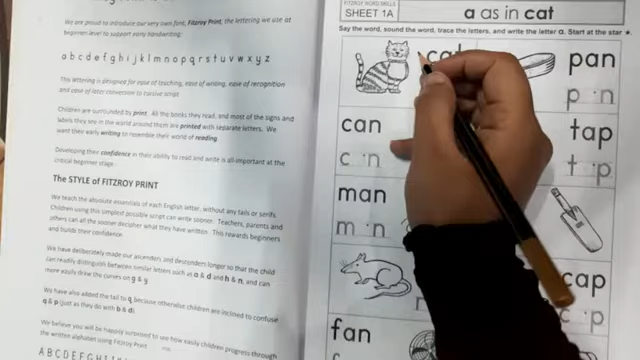 We are proud to introduce our very own font, Fitzroy Print, the lettering we use at
beginner level to support early handwriting:
a b c d e f g h i j k l m n o p q r s t u v w x y z
This lettering is designed for ease of teaching, ease of writing, ease of recognition
and ease of later conversion to cursive script
Children are surrounded by print. All the books they read, and most of the signs and
labels they see in the world around them are printed with separate letters. We
want their early writing to resemble their world of reading.
Developing their confidence in their ability to read and write is all-important at the
critical beginner stage
The STYLE of FITZROY PRINT
We teach the absolute essentials of each English letter, without any tails or serifs.
Children using this simplest possible script can write sooner. Teachers, parents and
others can all the sooner decipher what they have written. This rewards beginners
and builds their confidence.
We have deliberately made our ascenders and descenders longer so that the child
can readily distinguish between similar letters such as a & d and h & n, and can
more easily draw the curves on g & y
We have also added the tail to q because otherwise children are inclined to confuse
q & p (just as they do with b & d)
We believe you will be happily surprised to see how easily children progress through
the written alphabet using Fitzroy Print
A B C D E F G H I
FITZROY WORD SKILLS
SHEET 1A
a as in cat
Say the word, sound the word, trace the letters, and write the letter a. Start at the star
cat
pan
p n
can
tap
c n
t p
man
m n
cap
c p
fan